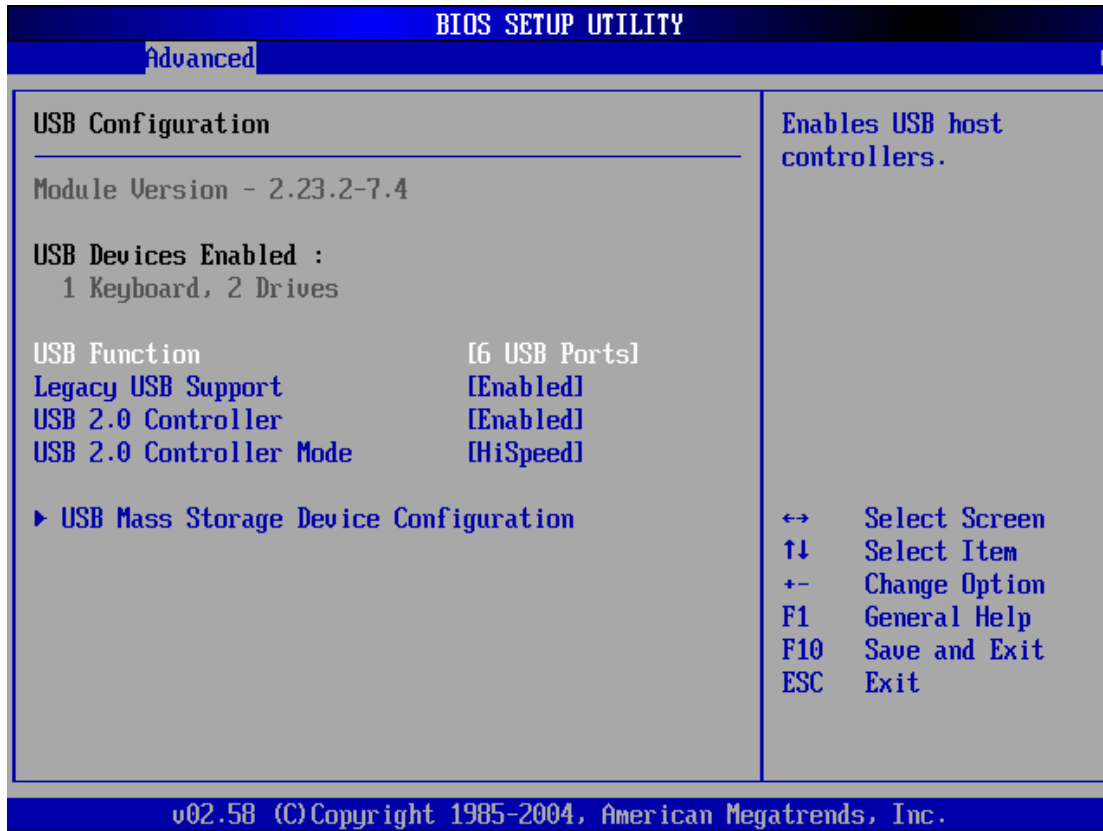 BIOS SETUP UTILITY
Advanced
USB Configuration
Module Version - 2.23.2-7.4
USB Devices Enabled :
1 Keyboard, 2 Drives
USB Function [6 USB Ports]
Legacy USB Support [Enabled]
USB 2.0 Controller [Enabled]
USB 2.0 Controller Mode [HiSpeed]
▶ USB Mass Storage Device Configuration
Enables USB host
controllers.
↔ Select Screen
↑↓ Select Item
+- Change Option
F1 General Help
F10 Save and Exit
ESC Exit
v02.58 (C)Copyright 1985-2004, American Megatrends, Inc.